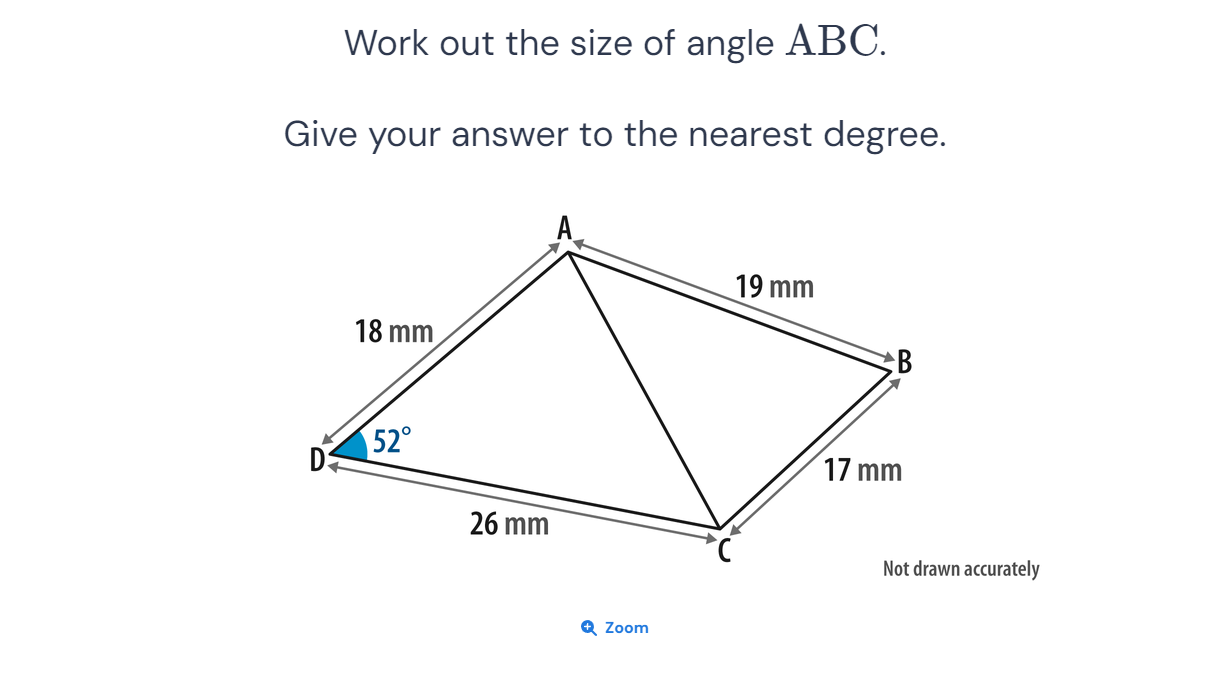 Work out the size of angle ABC.
Give your answer to the nearest degree.
A
19 mm
18 mm
B
52°
D
17 mm
26 mm
C
Not drawn accurately
Zoom